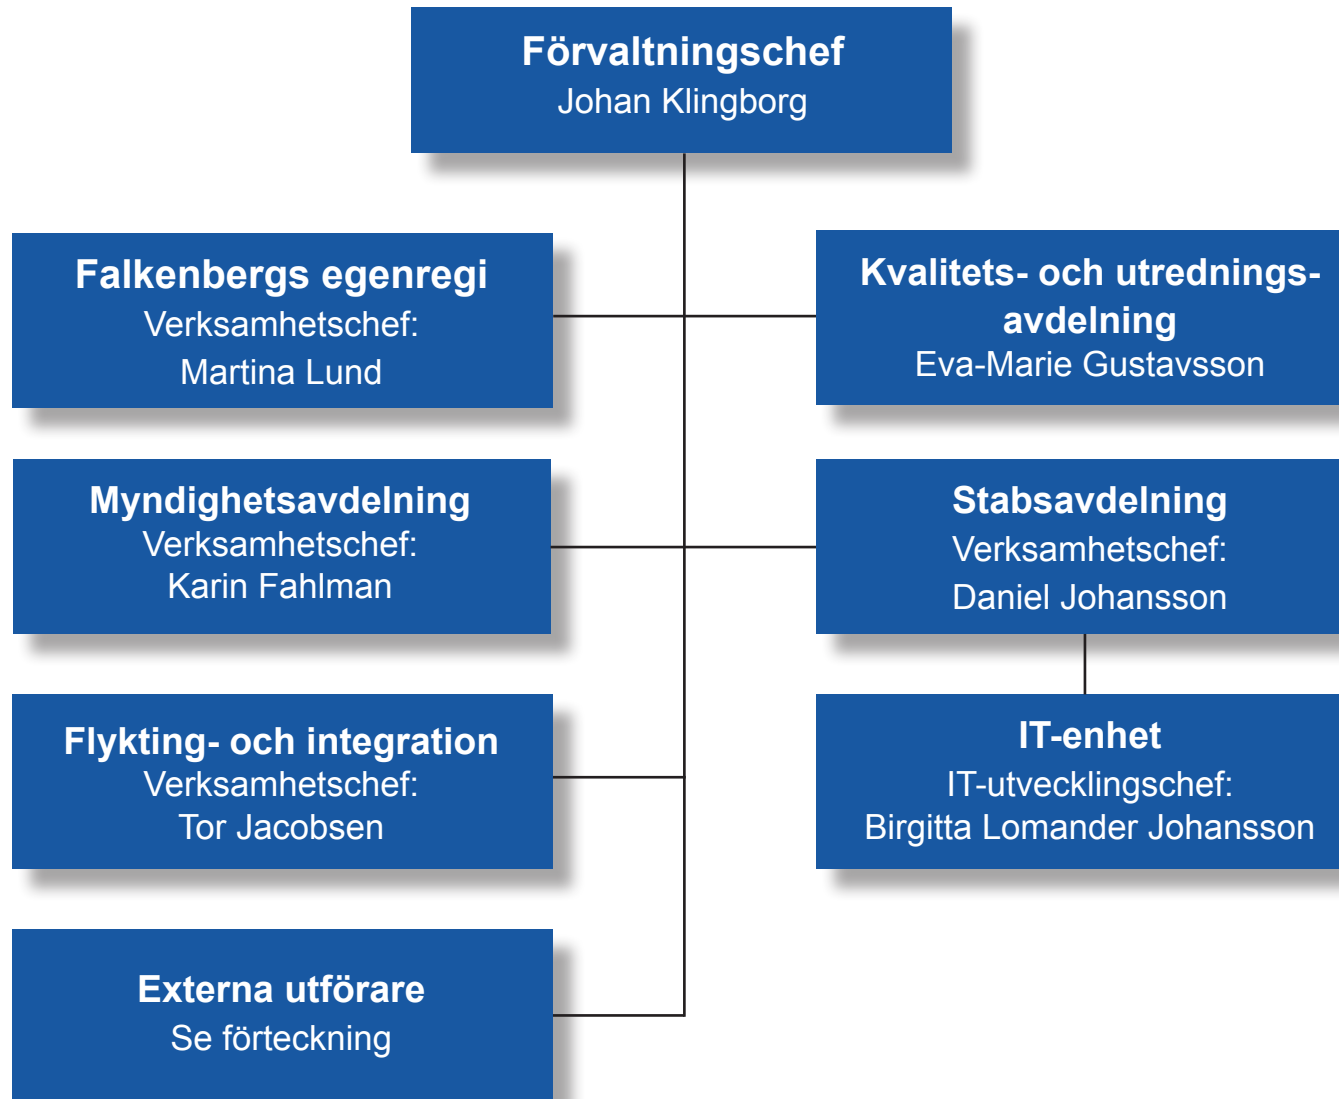 Förvaltningschef
Johan Klingborg
Falkenbergs egenregi
Verksamhetschef:
Martina Lund
Kvalitets- och utrednings-
avdelning
Eva-Marie Gustavsson
Myndighetsavdelning
Verksamhetschef:
Karin Fahlman
Stabsavdelning
Verksamhetschef:
Daniel Johansson
Flykting- och integration
Verksamhetschef:
Tor Jacobsen
IT-enhet
IT-utvecklingschef:
Birgitta Lomander Johansson
Externa utförare
Se förteckning